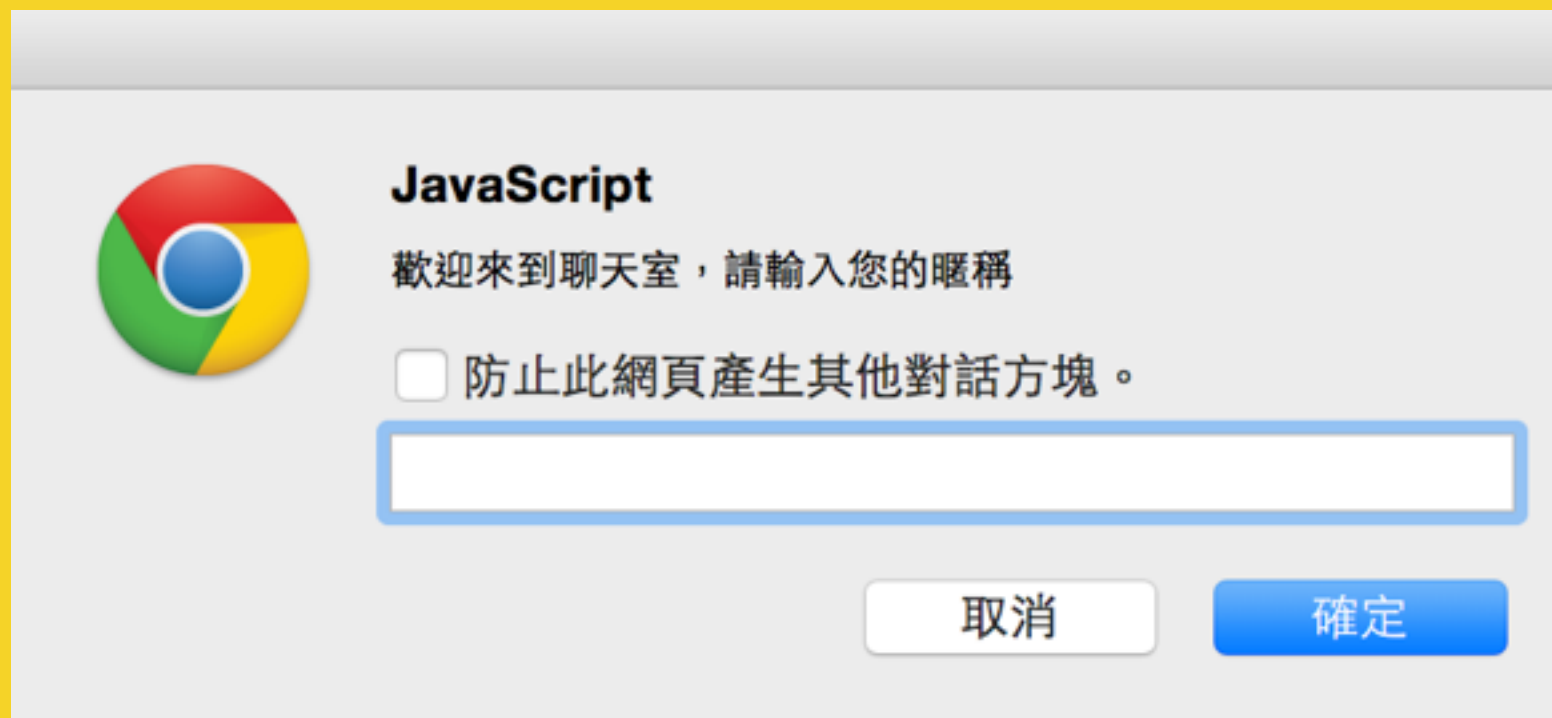 JavaScript
歡迎來到聊天室，請輸入您的暱稱
防止此網頁產生其他對話方塊。
取消
確定